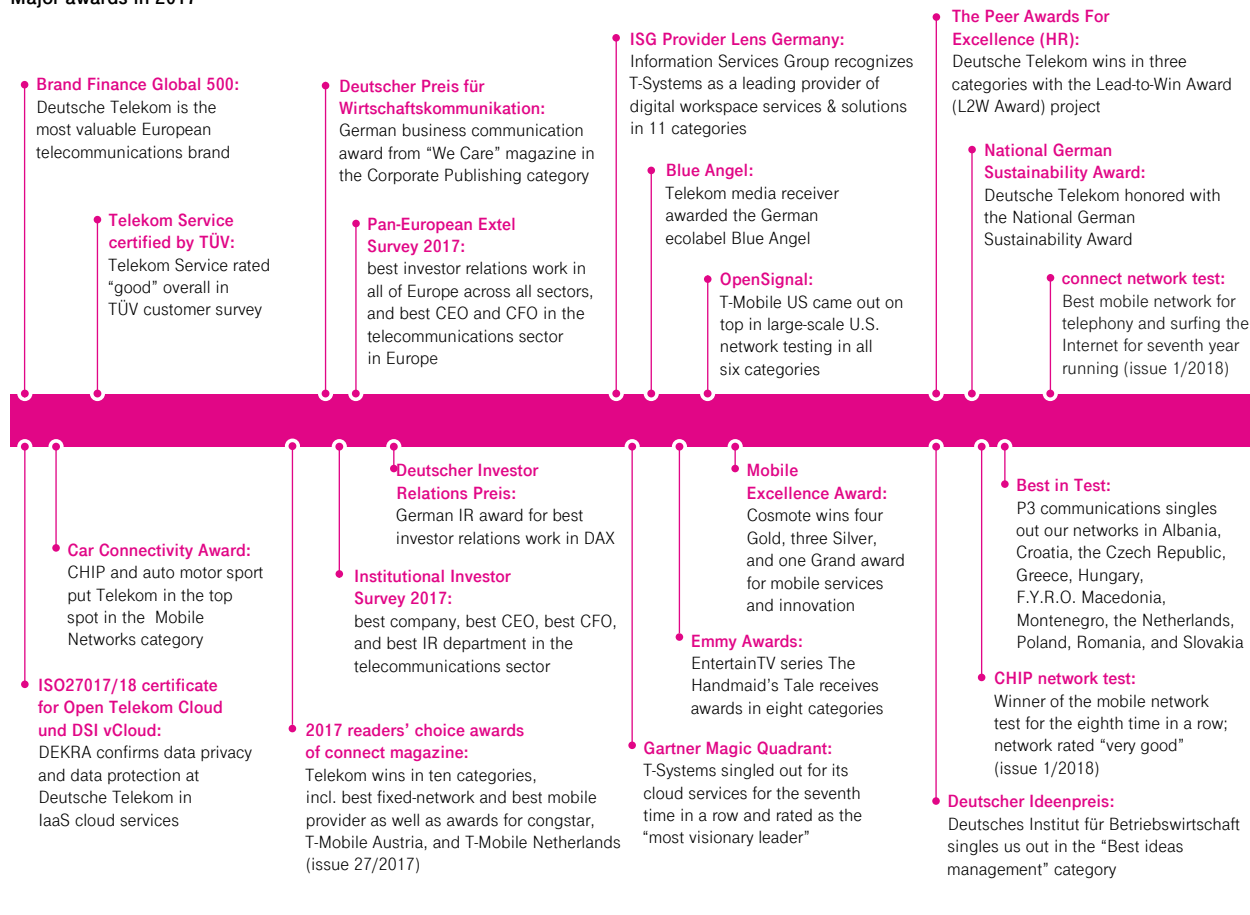 Major awards in 2017
Brand Finance Global 500:
Deutsche Telekom is the
most valuable European
telecommunications brand
Telekom Service
certified by TÜV:
Telekom Service rated
“good” overall in
TÜV customer survey
Deutscher Preis für
Wirtschaftskommunikation:
German business communication
award from “We Care” magazine in
the Corporate Publishing category
Pan-European Extel
Survey 2017:
best investor relations work in
all of Europe across all sectors,
and best CEO and CFO in the
telecommunications sector
in Europe
ISG Provider Lens Germany:
Information Services Group recognizes
T-Systems as a leading provider of
digital workspace services & solutions
in 11 categories
Blue Angel:
Telekom media receiver
awarded the German
ecolabel Blue Angel
OpenSignal:
T-Mobile US came out on
top in large-scale U.S.
network testing in all
six categories
The Peer Awards For
Excellence (HR):
Deutsche Telekom wins in three
categories with the Lead-to-Win Award
(L2W Award) project
National German
Sustainability Award:
Deutsche Telekom honored with
the National German
Sustainability Award
connect network test:
Best mobile network for
telephony and surfing the
Internet for seventh year
running (issue 1/2018)
Car Connectivity Award:
CHIP and auto motor sport
put Telekom in the top
spot in the Mobile
Networks category
ISO27017/18 certificate
for Open Telekom Cloud
und DSI vCloud:
DEKRA confirms data privacy
and data protection at
Deutsche Telekom in
IaaS cloud services
Deutscher Investor
Relations Preis:
German IR award for best
investor relations work in DAX
Institutional Investor
Survey 2017:
best company, best CEO, best CFO,
and best IR department in the
telecommunications sector
2017 readers’ choice awards
of connect magazine:
Telekom wins in ten categories,
incl. best fixed-network and best mobile
provider as well as awards for congstar,
T-Mobile Austria, and T-Mobile Netherlands
(issue 27/2017)
Mobile
Excellence Award:
Cosmote wins four
Gold, three Silver,
and one Grand award
for mobile services
and innovation
Emmy Awards:
EntertainTV series The
Handmaid’s Tale receives
awards in eight categories
Gartner Magic Quadrant:
T-Systems singled out for its
cloud services for the seventh
time in a row and rated as the
“most visionary leader”
Best in Test:
P3 communications singles
out our networks in Albania,
Croatia, the Czech Republic,
Greece, Hungary,
F.Y.R.O. Macedonia,
Montenegro, the Netherlands,
Poland, Romania, and Slovakia
CHIP network test:
Winner of the mobile network
test for the eighth time in a row;
network rated “very good”
(issue 1/2018)
Deutscher Ideenpreis:
Deutsches Institut für Betriebswirtschaft
singles us out in the “Best ideas
management” category